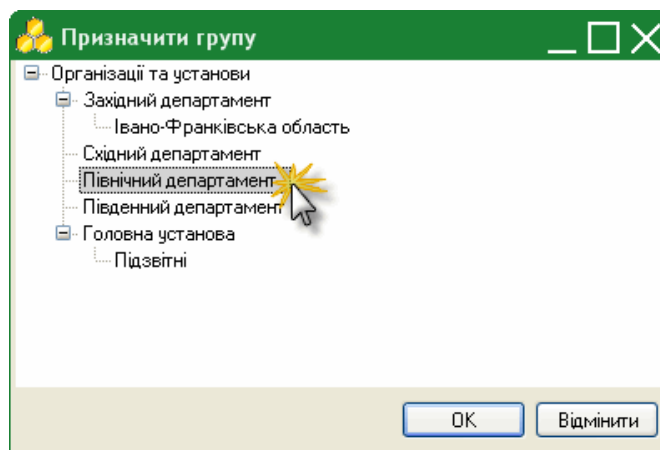 Призначити групу
Організації та установи
Західний департамент
Івано-Франківська область
Східний департамент
Північний департамент
Південний департамент
Головна установа
Підзвітні
OK
Відмінити